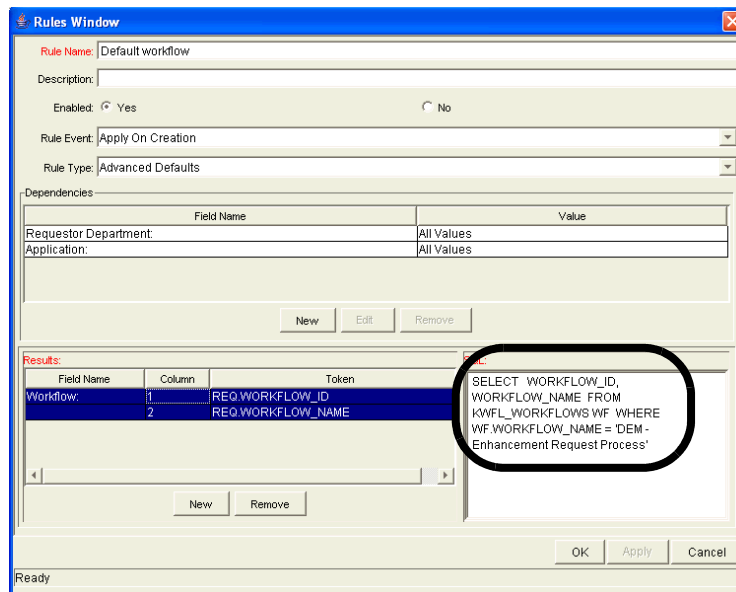 Rules Window
Rule Name: Default workflow
Description:
Enabled: Yes No
Rule Event: Apply On Creation
Rule Type: Advanced Defaults
Dependencies
Field Name Value
Requestor Department: All Values
Application: All Values
New Edit Remove
Results:
Field Name Column Token
Workflow: 1 REQ.WORKFLOW_ID
2 REQ.WORKFLOW_NAME
New Remove
SELECT WORKFLOW_ID,
WORKFLOW_NAME FROM
KWFL_WORKFLOWS WF WHERE
WF.WORKFLOW_NAME = 'DEM -
Enhancement Request Process'
OK Apply Cancel
Ready